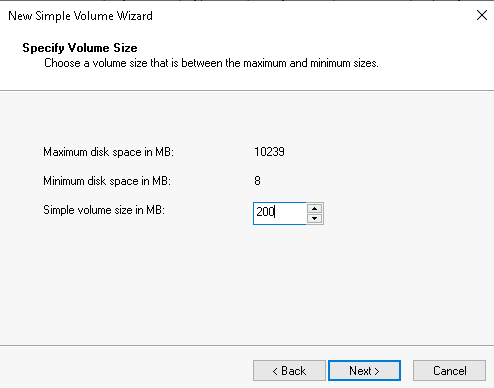 New Simple Volume Wizard
Specify Volume Size
Choose a volume size that is between the maximum and minimum sizes.
Maximum disk space in MB: 10239
Minimum disk space in MB: 8
Simple volume size in MB: 200
< Back Next > Cancel